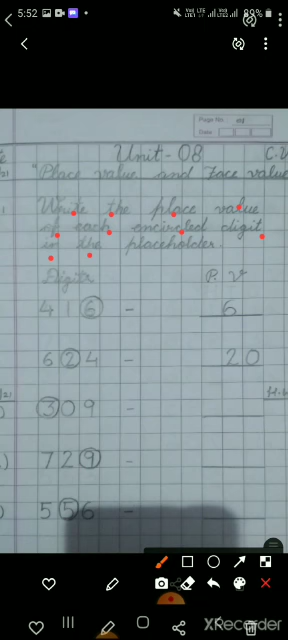 5:52
89%
Page No.
Date:
Unit-08
C.W
"Place value and Face value
Write the place value
of each encircled digit
in the placeholder.
Digits P. V
416 - 6
624 - 20
309 -
729 -
556 -
XRecorder